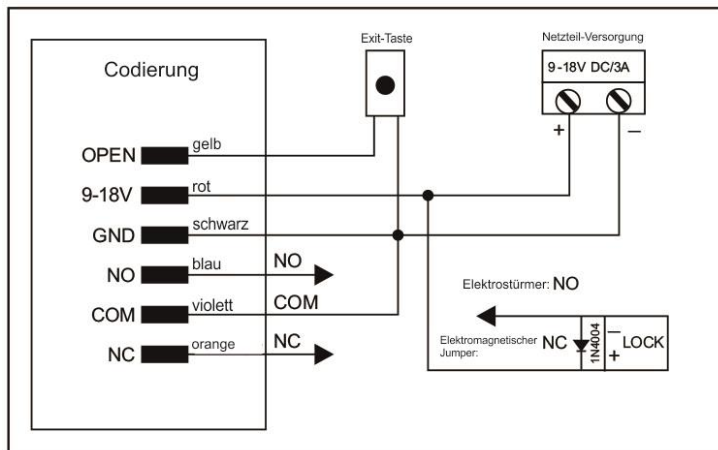 Codierung
Exit-Taste
Netzteil-Versorgung
9-18V DC/3A
+ –
OPEN gelb
9-18V rot
GND schwarz
NO blau NO
COM violett COM
NC orange NC
Elektrostürmer: NO
Elektromagnetischer
Jumper: NC
1N4004
–
+
LOCK